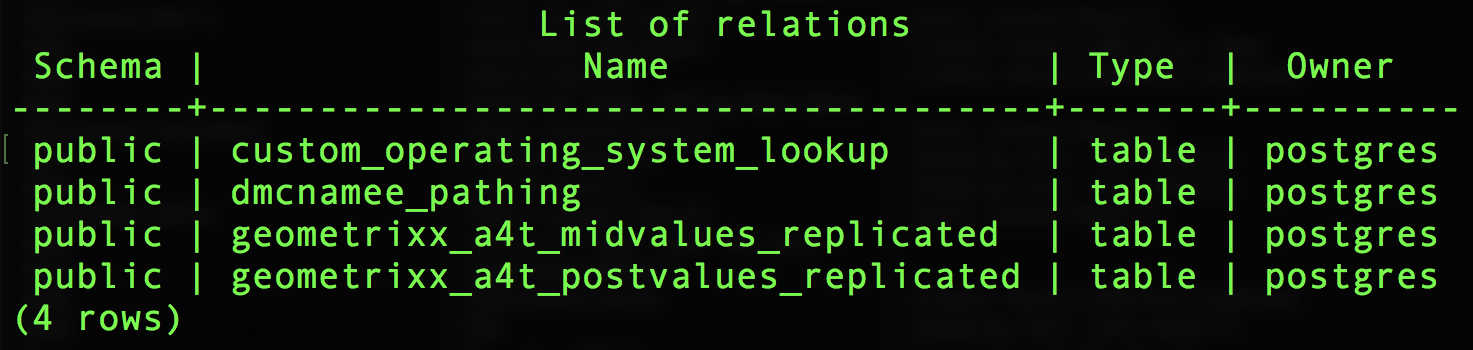 List of relations
Schema | Name | Type | Owner
--------+--------------------------------------+-------+----------
public | custom_operating_system_lookup | table | postgres
public | dmcnamee_pathing | table | postgres
public | geometrixx_a4t_midvalues_replicated | table | postgres
public | geometrixx_a4t_postvalues_replicated | table | postgres
(4 rows)